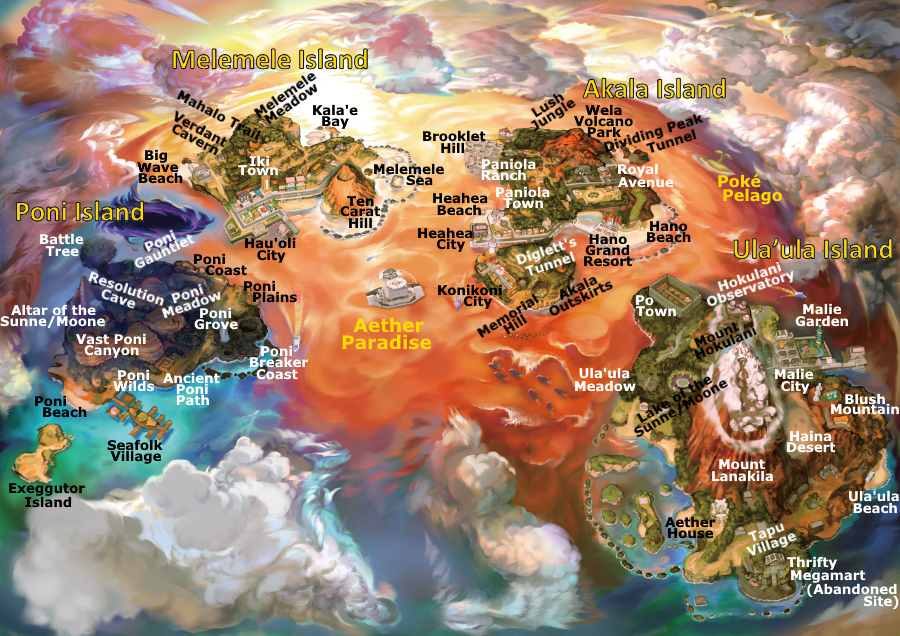 Melemele Island
Mahalo Trail
Melemele
Meadow
Verdant
Cavern
Kala'e
Bay
Big
Wave
Beach
Iki
Town
Melemele
Sea
Ten
Carat
Hill
Hau'oli
City
Akala Island
Lush
Jungle
Wela
Volcano
Park
Brooklet
Hill
Dividing Peak
Tunnel
Paniola
Ranch
Royal
Avenue
Paniola
Town
Heahea
Beach
Heahea
City
Hano
Grand
Resort
Hano
Beach
Diglett's
Tunnel
Konikoni
City
Memorial
Hill
Akala
Outskirts
Poké
Pelago
Poni Island
Battle
Tree
Poni
Gauntlet
Poni
Coast
Resolution
Cave
Poni
Meadow
Poni
Plains
Altar of the
Sunne/Moone
Poni
Grove
Vast Poni
Canyon
Poni
Breaker
Coast
Poni
Wilds
Ancient
Poni
Path
Poni
Beach
Seafolk
Village
Exeggutor
Island
Aether
Paradise
Ula'ula Island
Hokulani
Observatory
Po
Town
Mount
Hokulani
Malie
Garden
Ula'ula
Meadow
Lake of the
Sunne/Moone
Malie
City
Blush
Mountain
Haina
Desert
Mount
Lanakila
Ula'ula
Beach
Aether
House
Tapu
Village
Thrifty
Megamart
(Abandoned
Site)